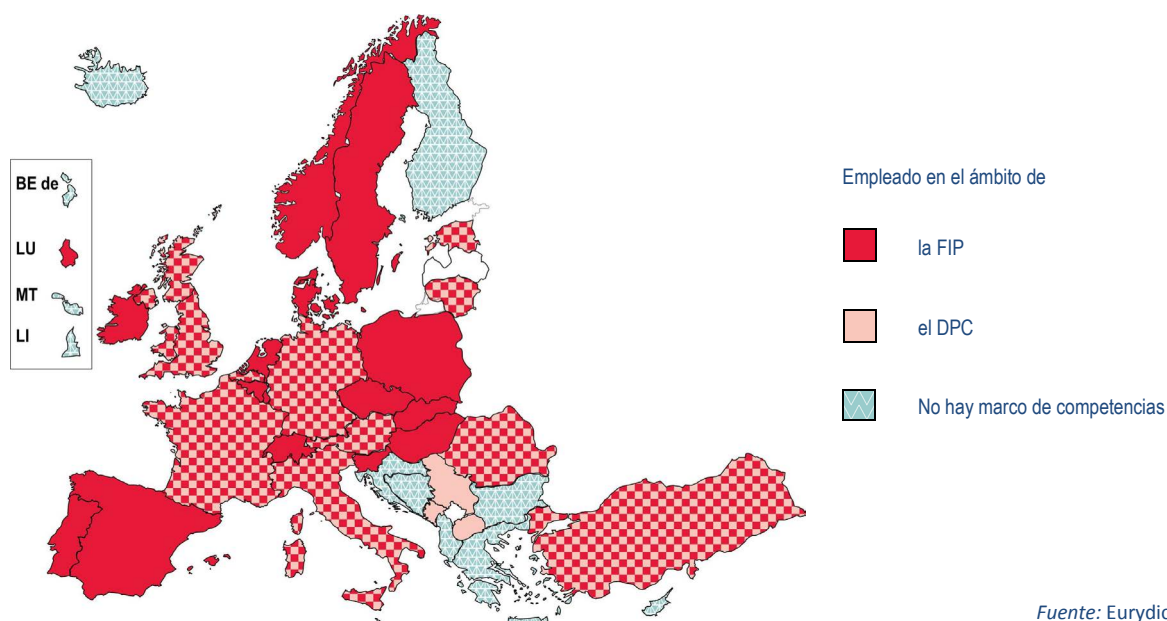 BE de
LU
MT
LI
Empleado en el ámbito de
la FIP
el DPC
No hay marco de competencias
Fuente: Eurydic